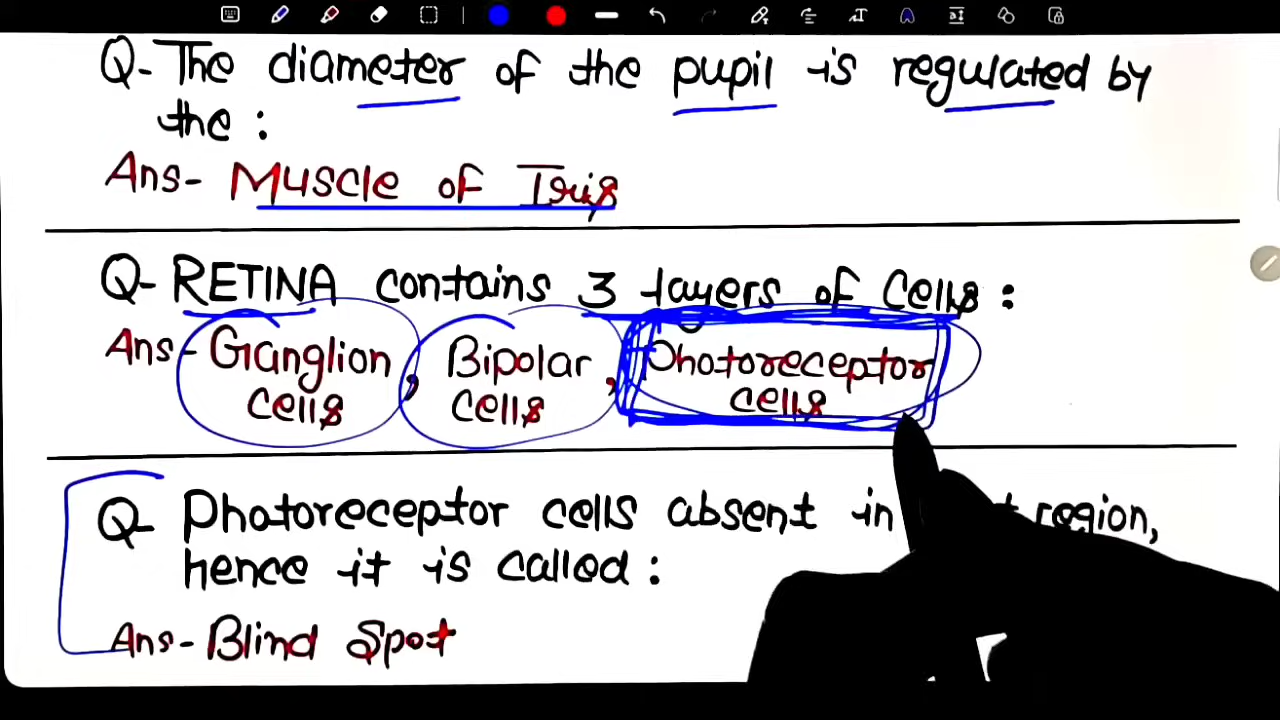 Q- The diameter of the pupil is regulated by
the :
Ans- Muscle of Iris
Q- RETINA contains 3 layers of cells :
Ans- Ganglion cells, Bipolar cells, Photoreceptor cells
Q- Photoreceptor cells absent in region,
hence it is called :
Ans- Blind Spot